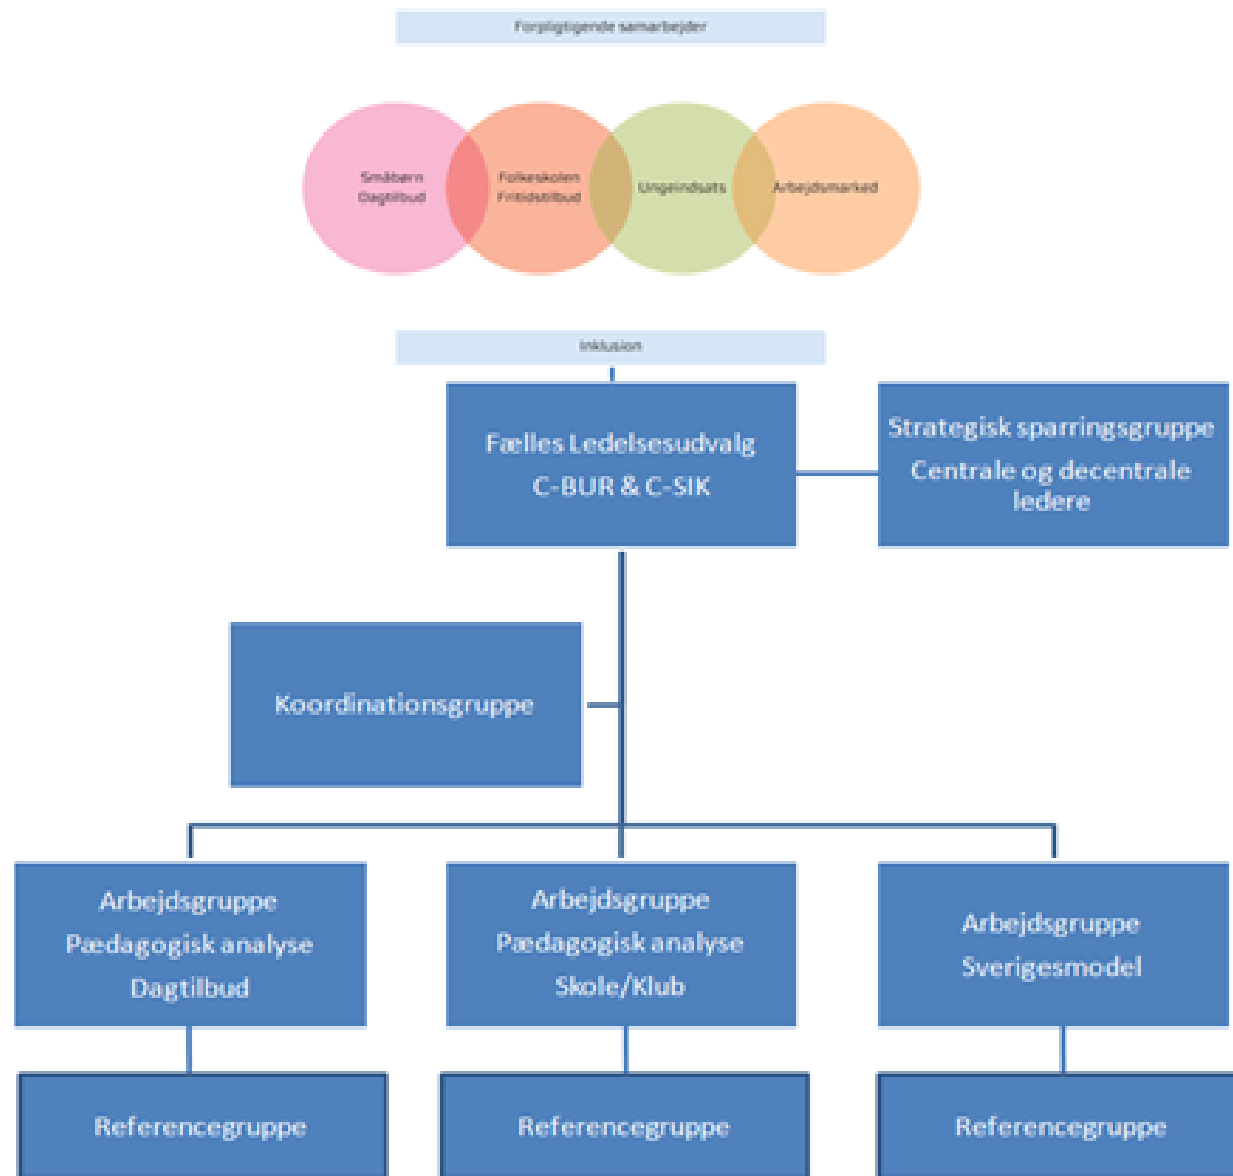 Forpligtigende samarbejder
Småbørn
Dagtilbud
Folkeskolen
Fritidstilbud
Ungeindsats
Arbejdsmarked
Inklusion
Fælles Ledelsesudvalg
C-BUR & C-SIK
Strategisk sparringsgruppe
Centrale og decentrale
ledere
Koordinationsgruppe
Arbejdsgruppe
Pædagogisk analyse
Dagtilbud
Arbejdsgruppe
Pædagogisk analyse
Skole/Klub
Arbejdsgruppe
Sverigesmodel
Referencegruppe
Referencegruppe
Referencegruppe